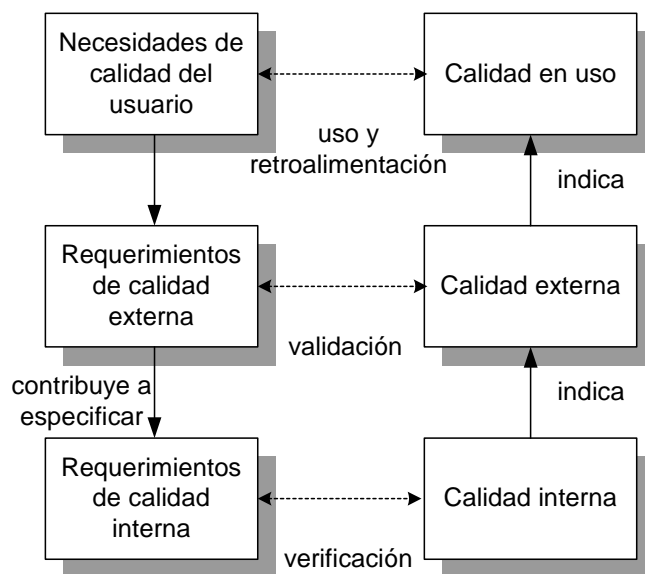 Necesidades de
calidad del
usuario
Calidad en uso
uso y
retroalimentación
indica
Requerimientos
de calidad
externa
Calidad externa
validación
contribuye a
especificar
indica
Requerimientos
de calidad
interna
Calidad interna
verificación